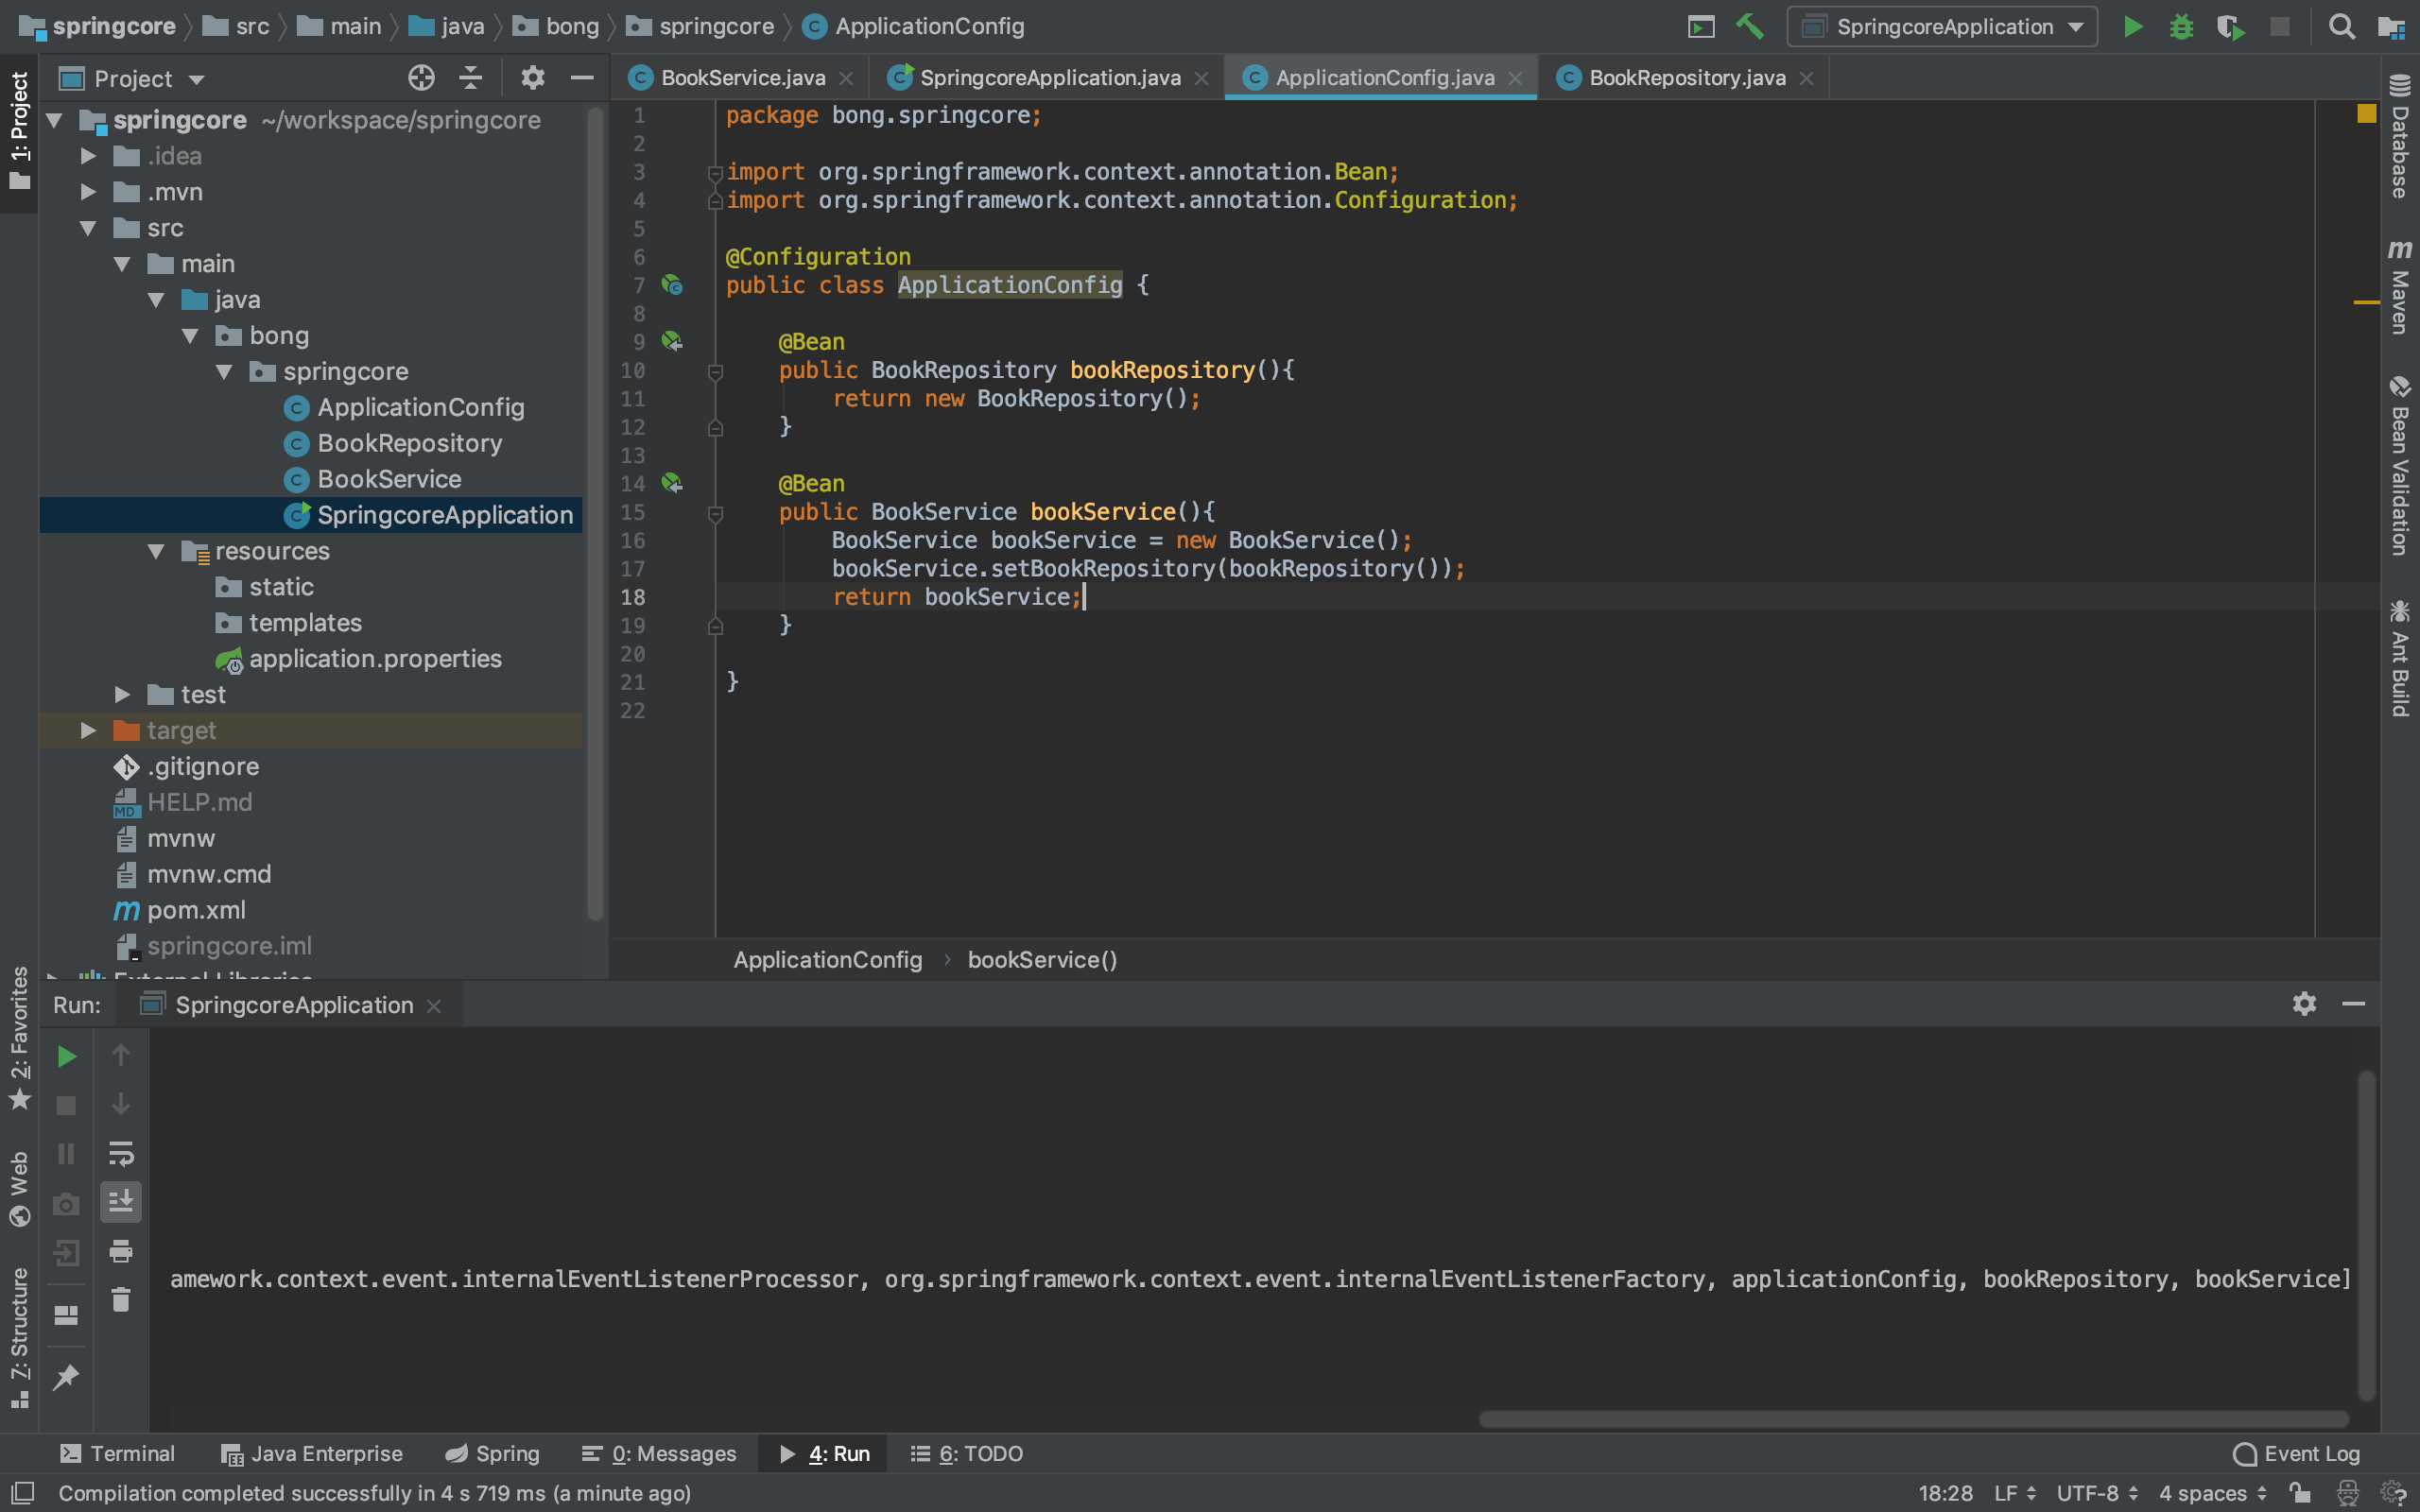 springcore src main java bong springcore ApplicationConfig
SpringcoreApplication
1: Project
Project
BookService.java SpringcoreApplication.java ApplicationConfig.java BookRepository.java
springcore ~/workspace/springcore
.idea
.mvn
src
main
java
bong
springcore
ApplicationConfig
BookRepository
BookService
SpringcoreApplication
resources
static
templates
application.properties
test
target
.gitignore
HELP.md
mvnw
mvnw.cmd
pom.xml
springcore.iml
External Libraries
1 package bong.springcore;
2
3 import org.springframework.context.annotation.Bean;
4 import org.springframework.context.annotation.Configuration;
5
6 @Configuration
7 public class ApplicationConfig {
8
9 @Bean
10 public BookRepository bookRepository(){
11 return new BookRepository();
12 }
13
14 @Bean
15 public BookService bookService(){
16 BookService bookService = new BookService();
17 bookService.setBookRepository(bookRepository());
18 return bookService;
19 }
20
21 }
22
ApplicationConfig › bookService()
Database
Maven
Bean Validation
Ant Build
2: Favorites
Web
Z: Structure
Run: SpringcoreApplication
amework.context.event.internalEventListenerProcessor, org.springframework.context.event.internalEventListenerFactory, applicationConfig, bookRepository, bookService]
Terminal Java Enterprise Spring 0: Messages 4: Run 6: TODO Event Log
Compilation completed successfully in 4 s 719 ms (a minute ago) 18:28 LF UTF-8 4 spaces